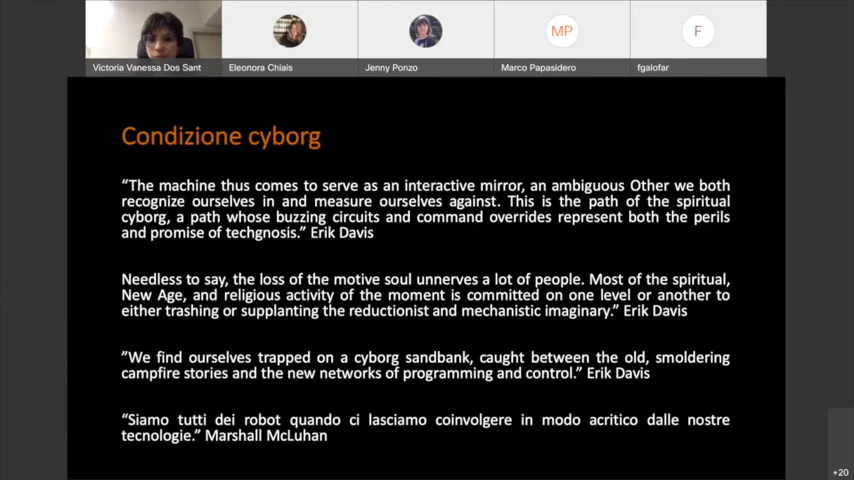 MP
F
Victoria Vanessa Dos Sant
Eleonora Chiais
Jenny Ponzo
Marco Papasidero
fgalofar
Condizione cyborg
“The machine thus comes to serve as an interactive mirror, an ambiguous Other we both
recognize ourselves in and measure ourselves against. This is the path of the spiritual
cyborg, a path whose buzzing circuits and command overrides represent both the perils
and promise of techgnosis.” Erik Davis
Needless to say, the loss of the motive soul unnerves a lot of people. Most of the spiritual,
New Age, and religious activity of the moment is committed on one level or another to
either trashing or supplanting the reductionist and mechanistic imaginary.” Erik Davis
”We find ourselves trapped on a cyborg sandbank, caught between the old, smoldering
campfire stories and the new networks of programming and control.” Erik Davis
“Siamo tutti dei robot quando ci lasciamo coinvolgere in modo acritico dalle nostre
tecnologie.” Marshall McLuhan
+20